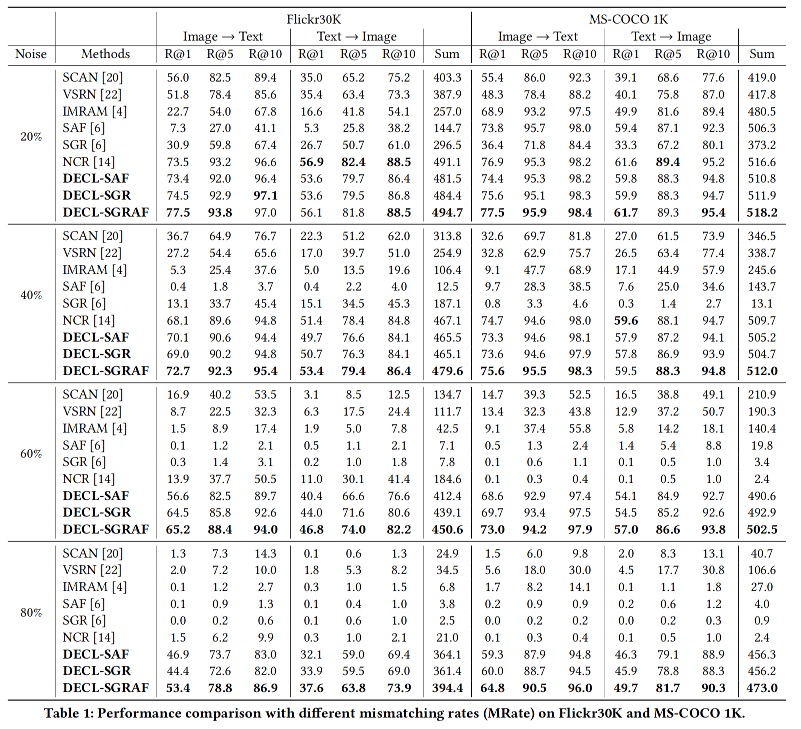 Flickr30K MS-COCO 1K
Image → Text Text → Image Image → Text Text → Image
Noise Methods R@1 R@5 R@10 R@1 R@5 R@10 Sum R@1 R@5 R@10 R@1 R@5 R@10 Sum
20%
SCAN [20] 56.0 82.5 89.4 35.0 65.2 75.2 403.3 55.4 86.0 92.3 39.1 68.6 77.6 419.0
VSRN [22] 51.8 78.4 85.6 33.4 63.4 73.3 387.9 48.3 78.4 88.2 40.1 75.8 87.0 417.8
IMRAM [4] 22.7 54.0 67.8 16.6 41.8 54.1 257.0 68.9 93.2 97.5 49.9 81.6 89.4 480.5
SAF [6] 7.3 27.0 41.1 5.3 25.8 38.2 144.7 73.8 95.7 98.0 59.4 87.1 92.3 506.3
SGR [6] 30.9 59.8 67.4 26.7 50.7 61.0 296.5 36.4 71.8 84.4 33.3 67.2 80.1 373.2
NCR [14] 73.5 93.2 96.6 56.9 82.4 88.5 491.1 76.9 95.3 98.2 61.6 89.4 95.2 516.6
DECL-SAF 73.4 92.0 96.4 53.6 79.7 86.4 481.5 74.4 95.3 98.2 59.8 88.3 94.8 510.8
DECL-SGR 74.5 92.9 97.1 53.6 79.5 86.8 484.4 75.6 95.1 98.3 59.9 88.3 94.7 511.9
DECL-SGRAF 77.5 93.8 97.0 56.1 81.8 88.5 494.7 77.5 95.9 98.4 61.7 89.3 95.4 518.2
40%
SCAN [20] 36.7 64.9 76.7 22.3 51.2 62.0 313.8 32.6 69.7 81.8 27.0 61.5 73.9 346.5
VSRN [22] 27.2 54.4 65.6 17.0 39.7 51.0 254.9 32.8 62.9 75.7 26.5 63.4 77.4 338.7
IMRAM [4] 5.3 25.4 37.6 5.0 13.5 19.6 106.4 9.1 47.7 68.9 17.1 44.9 57.9 245.6
SAF [6] 0.4 1.8 3.7 0.4 2.2 4.0 12.5 9.7 28.3 38.5 7.6 25.0 34.6 143.7
SGR [6] 13.1 33.7 45.4 15.1 34.5 45.3 187.1 0.8 3.3 4.6 0.3 1.4 2.7 13.1
NCR [14] 68.1 89.6 94.8 51.4 78.4 84.8 467.1 74.7 94.6 98.0 59.6 88.1 94.7 509.7
DECL-SAF 70.1 90.6 94.4 49.7 76.6 84.1 465.5 73.3 94.6 98.1 57.9 87.2 94.1 505.2
DECL-SGR 69.0 90.2 94.8 50.7 76.3 84.1 465.1 73.6 94.6 97.9 57.8 86.9 93.9 504.7
DECL-SGRAF 72.7 92.3 95.4 53.4 79.4 86.4 479.6 75.6 95.5 98.3 59.5 88.3 94.8 512.0
60%
SCAN [20] 16.9 40.2 53.5 3.1 8.5 12.5 134.7 14.7 39.3 52.5 16.5 38.8 49.1 210.9
VSRN [22] 8.7 22.5 32.3 6.3 17.5 24.4 111.7 13.4 32.3 43.8 12.9 37.2 50.7 190.3
IMRAM [4] 1.5 8.9 17.4 1.9 5.0 7.8 42.5 9.1 37.4 55.8 5.8 14.2 18.1 140.4
SAF [6] 0.1 1.2 2.1 0.5 1.1 2.1 7.1 0.5 1.3 2.4 1.4 5.4 8.8 19.8
SGR [6] 0.3 1.4 3.1 0.2 1.0 1.8 7.8 0.1 0.6 1.1 0.1 0.5 1.0 3.4
NCR [14] 13.9 37.7 50.5 11.0 30.1 41.4 184.6 0.1 0.3 0.4 0.1 0.5 1.0 2.4
DECL-SAF 56.6 82.5 89.7 40.4 66.6 76.6 412.4 68.6 92.9 97.4 54.1 84.9 92.7 490.6
DECL-SGR 64.5 85.8 92.6 44.0 71.6 80.6 439.1 69.7 93.4 97.5 54.5 85.2 92.6 492.9
DECL-SGRAF 65.2 88.4 94.0 46.8 74.0 82.2 450.6 73.0 94.2 97.9 57.0 86.6 93.8 502.5
80%
SCAN [20] 1.3 7.3 14.3 0.1 0.6 1.3 24.9 1.5 6.0 9.8 2.0 8.3 13.1 40.7
VSRN [22] 2.0 7.2 10.0 1.8 5.3 8.2 34.5 5.6 18.0 30.0 4.5 17.7 30.8 106.6
IMRAM [4] 0.1 1.2 2.7 0.3 1.0 1.5 6.8 1.7 8.2 14.1 0.1 1.1 1.8 27.0
SAF [6] 0.1 0.9 1.3 0.1 0.4 1.0 3.8 0.2 0.9 0.9 0.2 0.6 1.2 4.0
SGR [6] 0.0 0.2 0.6 0.1 0.6 1.0 2.5 0.0 0.2 0.2 0.0 0.2 0.3 0.9
NCR [14] 1.5 6.2 9.9 0.3 1.0 2.1 21.0 0.1 0.3 0.4 0.1 0.5 1.0 2.4
DECL-SAF 46.9 73.7 83.0 32.1 59.0 69.4 364.1 59.3 87.9 94.8 46.3 79.1 88.9 456.3
DECL-SGR 44.4 72.6 82.0 33.9 59.5 69.0 361.4 60.0 88.7 94.5 45.9 78.8 88.3 456.2
DECL-SGRAF 53.4 78.8 86.9 37.6 63.8 73.9 394.4 64.8 90.5 96.0 49.7 81.7 90.3 473.0
Table 1: Performance comparison with different mismatching rates (MRate) on Flickr30K and MS-COCO 1K.